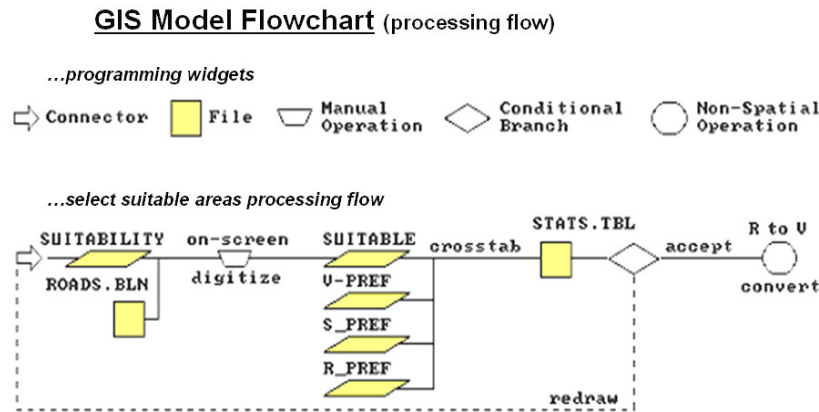 GIS Model Flowchart (processing flow)
...programming widgets
Connector
File
Manual
Operation
Conditional
Branch
Non-Spatial
Operation
...select suitable areas processing flow
SUITABILITY
ROADS.BLN
on-screen
digitize
SUITABLE
V-PREF
S_PREF
R_PREF
crosstab
STATS.TBL
accept
R to V
convert
redraw